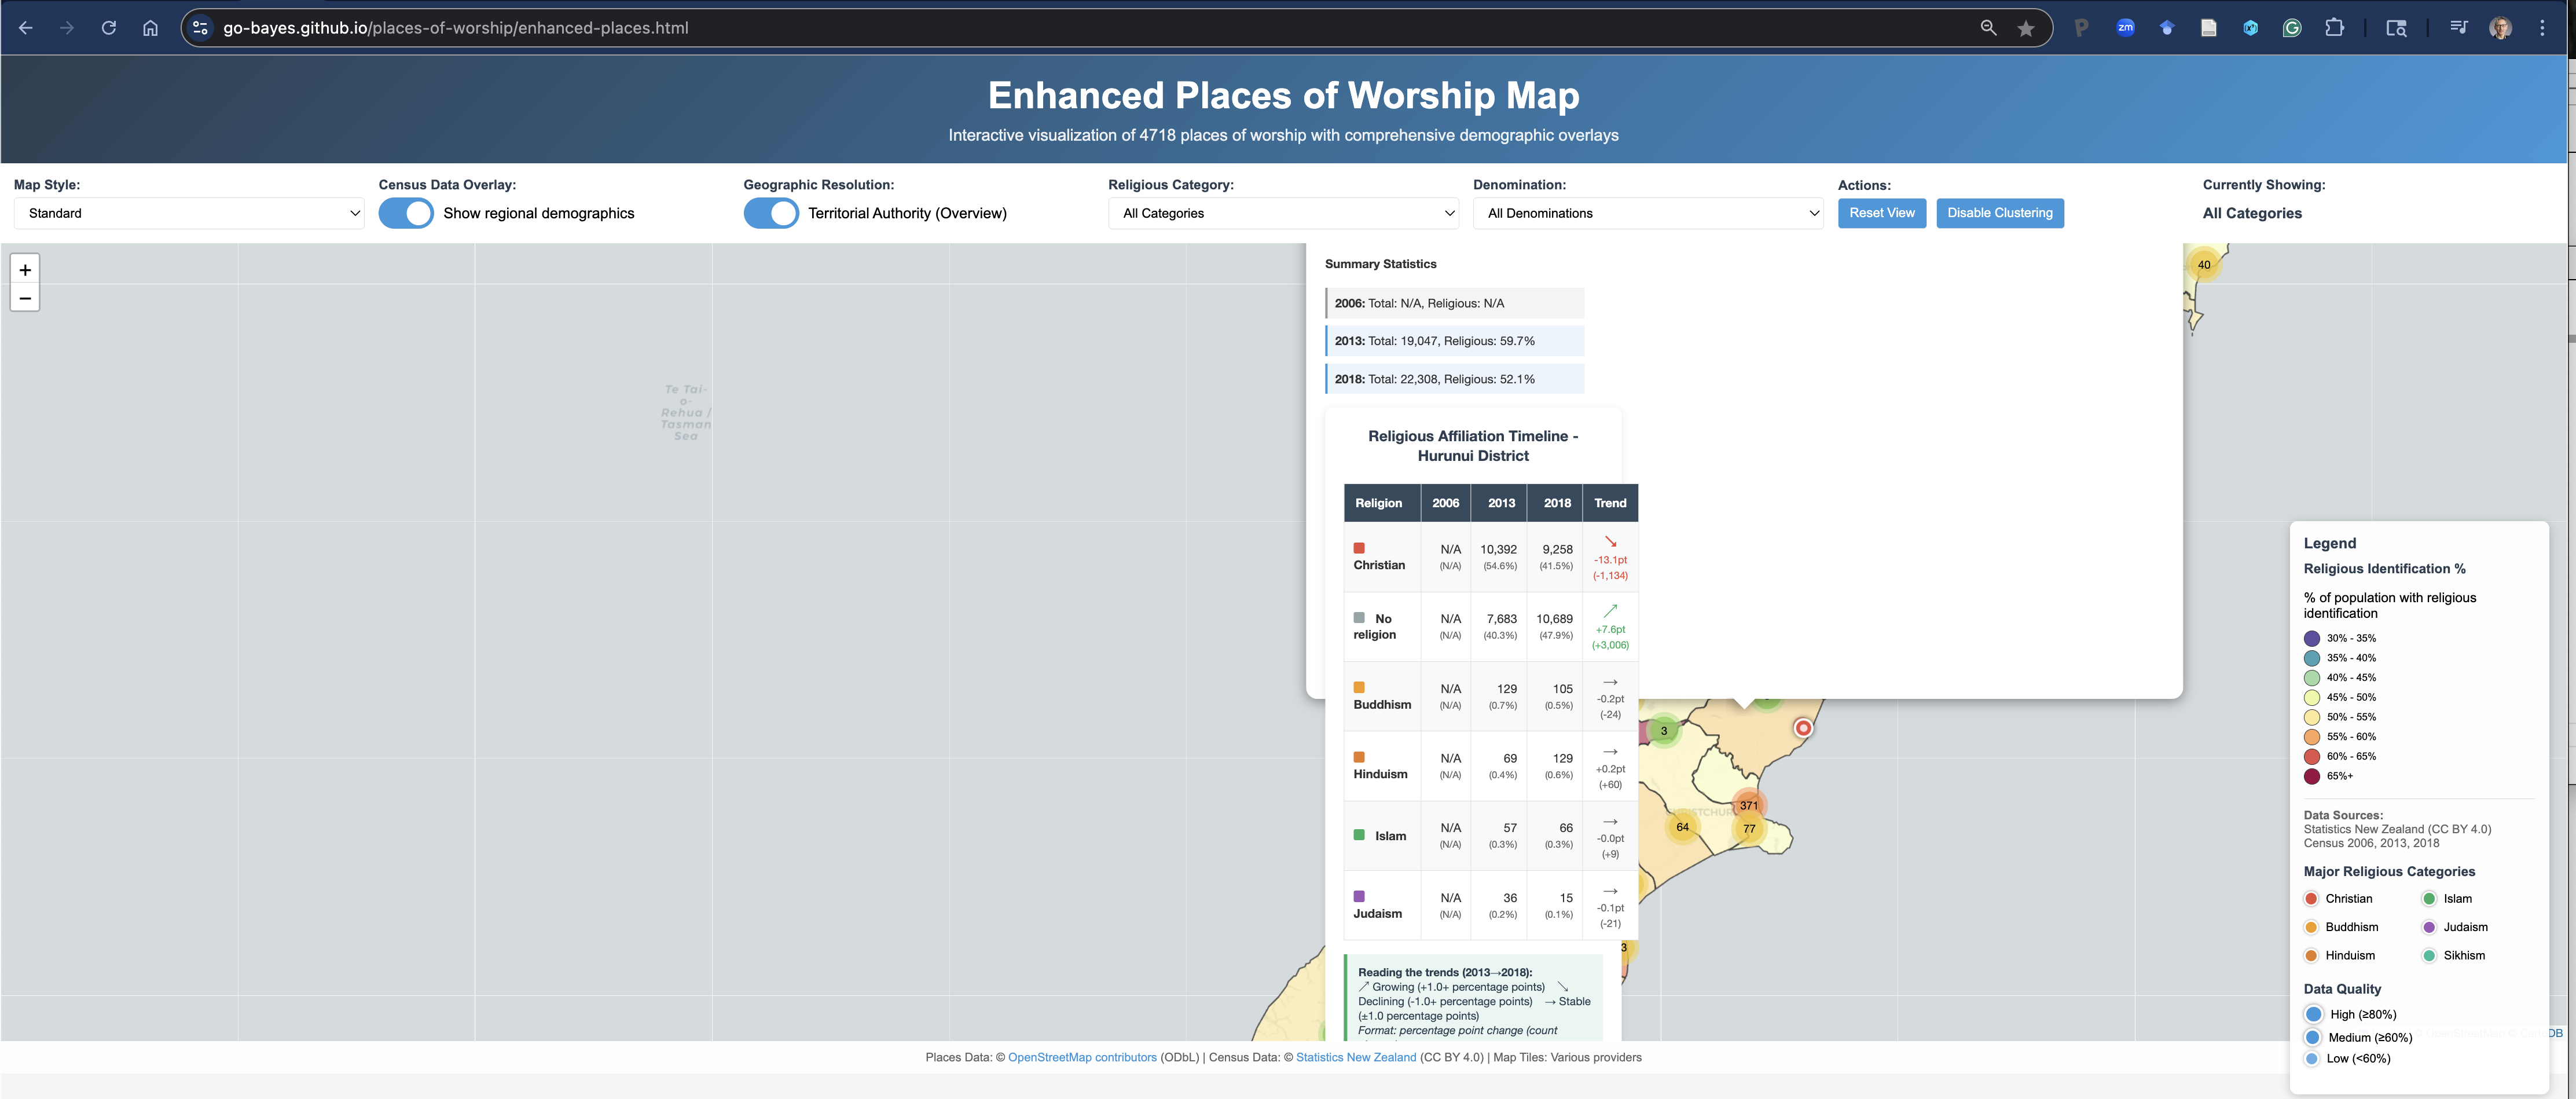 go-bayes.github.io/places-of-worship/enhanced-places.html
zm
Enhanced Places of Worship Map
Interactive visualization of 4718 places of worship with comprehensive demographic overlays
Map Style:
Standard
Census Data Overlay:
Show regional demographics
Geographic Resolution:
Territorial Authority (Overview)
Religious Category:
All Categories
Denomination:
All Denominations
Actions:
Reset View
Disable Clustering
Currently Showing:
All Categories
+
−
Te Tai-
o-
Rehua /
Tasman
Sea
Summary Statistics
2006: Total: N/A, Religious: N/A
2013: Total: 19,047, Religious: 59.7%
2018: Total: 22,308, Religious: 52.1%
Religious Affiliation Timeline -
Hurunui District
Religion 2006 2013 2018 Trend
Christian N/A (N/A) 10,392 (54.6%) 9,258 (41.5%) ↘ -13.1pt (-1,134)
No religion N/A (N/A) 7,683 (40.3%) 10,689 (47.9%) ↗ +7.6pt (+3,006)
Buddhism N/A (N/A) 129 (0.7%) 105 (0.5%) → -0.2pt (-24)
Hinduism N/A (N/A) 69 (0.4%) 129 (0.6%) → +0.2pt (+60)
Islam N/A (N/A) 57 (0.3%) 66 (0.3%) → -0.0pt (+9)
Judaism N/A (N/A) 36 (0.2%) 15 (0.1%) → -0.1pt (-21)
Reading the trends (2013→2018):
↗ Growing (+1.0+ percentage points) ↘
Declining (-1.0+ percentage points) → Stable
(±1.0 percentage points)
Format: percentage point change (count
40
3
371
64
77
3
Legend
Religious Identification %
% of population with religious
identification
30% - 35%
35% - 40%
40% - 45%
45% - 50%
50% - 55%
55% - 60%
60% - 65%
65%+
Data Sources:
Statistics New Zealand (CC BY 4.0)
Census 2006, 2013, 2018
Major Religious Categories
Christian Islam
Buddhism Judaism
Hinduism Sikhism
Data Quality
High (≥80%)
Medium (≥60%)
Low (<60%)
Places Data: © OpenStreetMap contributors (ODbL) | Census Data: © Statistics New Zealand (CC BY 4.0) | Map Tiles: Various providers